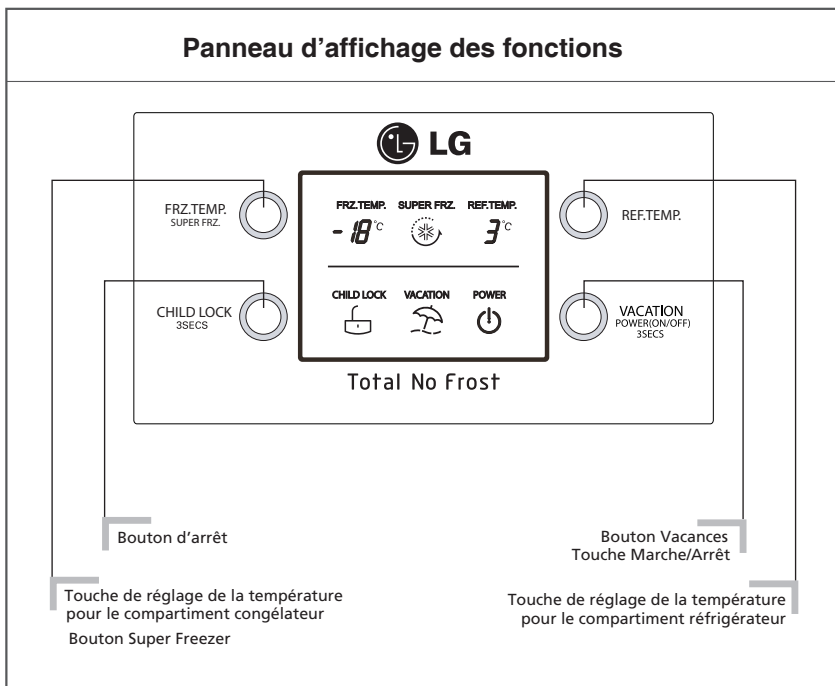 Panneau d'affichage des fonctions
LG
FRZ.TEMP.
SUPER FRZ.
FRZ.TEMP. SUPER FRZ. REF.TEMP.
-18°C 3°C
REF.TEMP.
CHILD LOCK
3SECS
CHILD LOCK VACATION POWER
VACATION
POWER(ON/OFF)
3SECS
Total No Frost
Bouton d'arrêt
Bouton Vacances
Touche Marche/Arrêt
Touche de réglage de la température
pour le compartiment congélateur
Bouton Super Freezer
Touche de réglage de la température
pour le compartiment réfrigérateur